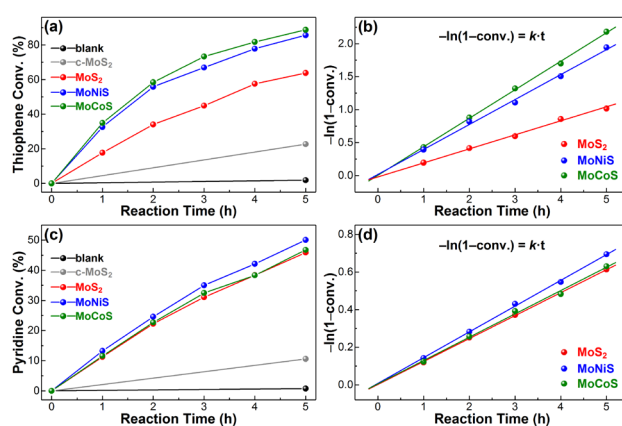 (a)
blank
c-MoS₂
MoS₂
MoNiS
MoCoS
80
60
40
20
0
Thiophene Conv. (%)
0 1 2 3 4 5
Reaction Time (h)
(b)
–ln(1–conv.) = k·t
2.0
1.5
1.0
0.5
0.0
–ln(1–conv.)
MoS₂
MoNiS
MoCoS
0 1 2 3 4 5
Reaction Time (h)
(c)
blank
c-MoS₂
MoS₂
MoNiS
MoCoS
50
40
30
20
10
0
Pyridine Conv. (%)
0 1 2 3 4 5
Reaction Time (h)
(d)
–ln(1–conv.) = k·t
0.8
0.6
0.4
0.2
0.0
–ln(1–conv.)
MoS₂
MoNiS
MoCoS
0 1 2 3 4 5
Reaction Time (h)